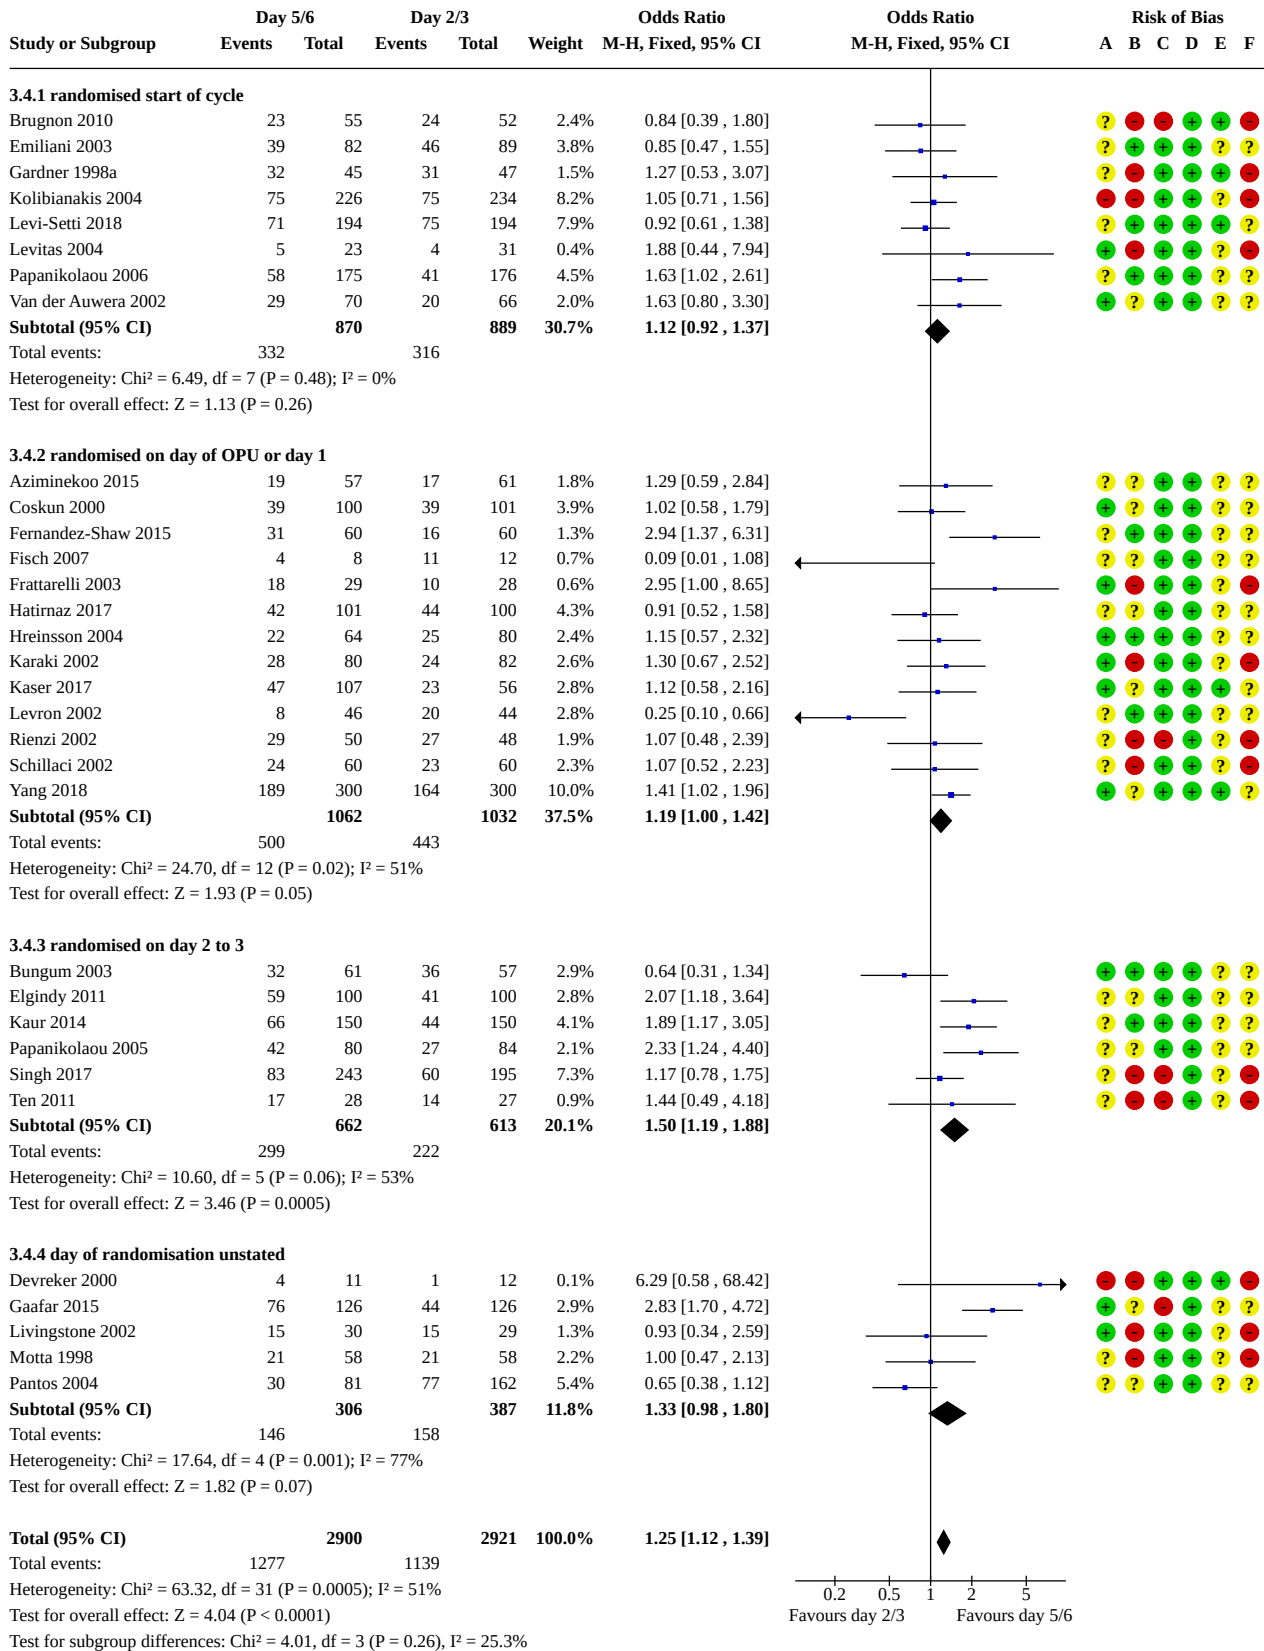 Day 5/6 Day 2/3 Odds Ratio Odds Ratio Risk of Bias
Study or Subgroup Events Total Events Total Weight M-H, Fixed, 95% CI M-H, Fixed, 95% CI A B C D E F
3.4.1 randomised start of cycle
Brugnon 2010 23 55 24 52 2.4% 0.84 [0.39 , 1.80] ? - - + + -
Emiliani 2003 39 82 46 89 3.8% 0.85 [0.47 , 1.55] ? + + + ? ?
Gardner 1998a 32 45 31 47 1.5% 1.27 [0.53 , 3.07] ? - + + + -
Kolibianakis 2004 75 226 75 234 8.2% 1.05 [0.71 , 1.56] - - + + ? -
Levi-Setti 2018 71 194 75 194 7.9% 0.92 [0.61 , 1.38] ? + + + + ?
Levitas 2004 5 23 4 31 0.4% 1.88 [0.44 , 7.94] + - + + ? -
Papanikolaou 2006 58 175 41 176 4.5% 1.63 [1.02 , 2.61] ? + + + ? ?
Van der Auwera 2002 29 70 20 66 2.0% 1.63 [0.80 , 3.30] + ? + + ? ?
Subtotal (95% CI) 870 889 30.7% 1.12 [0.92 , 1.37]
Total events: 332 316
Heterogeneity: Chi² = 6.49, df = 7 (P = 0.48); I² = 0%
Test for overall effect: Z = 1.13 (P = 0.26)
3.4.2 randomised on day of OPU or day 1
Aziminekoo 2015 19 57 17 61 1.8% 1.29 [0.59 , 2.84] ? ? + + ? ?
Coskun 2000 39 100 39 101 3.9% 1.02 [0.58 , 1.79] + ? + + ? ?
Fernandez-Shaw 2015 31 60 16 60 1.3% 2.94 [1.37 , 6.31] ? + + + ? ?
Fisch 2007 4 8 11 12 0.7% 0.09 [0.01 , 1.08] ? ? + + ? ?
Frattarelli 2003 18 29 10 28 0.6% 2.95 [1.00 , 8.65] + - + + ? -
Hatirnaz 2017 42 101 44 100 4.3% 0.91 [0.52 , 1.58] ? ? + + ? ?
Hreinsson 2004 22 64 25 80 2.4% 1.15 [0.57 , 2.32] + + + + ? ?
Karaki 2002 28 80 24 82 2.6% 1.30 [0.67 , 2.52] + - + + ? -
Kaser 2017 47 107 23 56 2.8% 1.12 [0.58 , 2.16] + ? + + + ?
Levron 2002 8 46 20 44 2.8% 0.25 [0.10 , 0.66] ? + + + ? ?
Rienzi 2002 29 50 27 48 1.9% 1.07 [0.48 , 2.39] ? - - + ? -
Schillaci 2002 24 60 23 60 2.3% 1.07 [0.52 , 2.23] ? - + + ? -
Yang 2018 189 300 164 300 10.0% 1.41 [1.02 , 1.96] + ? + + + ?
Subtotal (95% CI) 1062 1032 37.5% 1.19 [1.00 , 1.42]
Total events: 500 443
Heterogeneity: Chi² = 24.70, df = 12 (P = 0.02); I² = 51%
Test for overall effect: Z = 1.93 (P = 0.05)
3.4.3 randomised on day 2 to 3
Bungum 2003 32 61 36 57 2.9% 0.64 [0.31 , 1.34] + + + + ? ?
Elgindy 2011 59 100 41 100 2.8% 2.07 [1.18 , 3.64] ? ? + + ? ?
Kaur 2014 66 150 44 150 4.1% 1.89 [1.17 , 3.05] ? + + + ? ?
Papanikolaou 2005 42 80 27 84 2.1% 2.33 [1.24 , 4.40] ? ? + + ? ?
Singh 2017 83 243 60 195 7.3% 1.17 [0.78 , 1.75] ? - - + ? -
Ten 2011 17 28 14 27 0.9% 1.44 [0.49 , 4.18] ? - - + ? -
Subtotal (95% CI) 662 613 20.1% 1.50 [1.19 , 1.88]
Total events: 299 222
Heterogeneity: Chi² = 10.60, df = 5 (P = 0.06); I² = 53%
Test for overall effect: Z = 3.46 (P = 0.0005)
3.4.4 day of randomisation unstated
Devreker 2000 4 11 1 12 0.1% 6.29 [0.58 , 68.42] - - + + + -
Gaafar 2015 76 126 44 126 2.9% 2.83 [1.70 , 4.72] + ? - + ? ?
Livingstone 2002 15 30 15 29 1.3% 0.93 [0.34 , 2.59] + - + + ? -
Motta 1998 21 58 21 58 2.2% 1.00 [0.47 , 2.13] ? - + + ? -
Pantos 2004 30 81 77 162 5.4% 0.65 [0.38 , 1.12] ? ? + + ? ?
Subtotal (95% CI) 306 387 11.8% 1.33 [0.98 , 1.80]
Total events: 146 158
Heterogeneity: Chi² = 17.64, df = 4 (P = 0.001); I² = 77%
Test for overall effect: Z = 1.82 (P = 0.07)
Total (95% CI) 2900 2921 100.0% 1.25 [1.12 , 1.39]
Total events: 1277 1139
Heterogeneity: Chi² = 63.32, df = 31 (P = 0.0005); I² = 51%
0.2 0.5 1 2 5
Test for overall effect: Z = 4.04 (P < 0.0001)
Favours day 2/3 Favours day 5/6
Test for subgroup differences: Chi² = 4.01, df = 3 (P = 0.26), I² = 25.3%